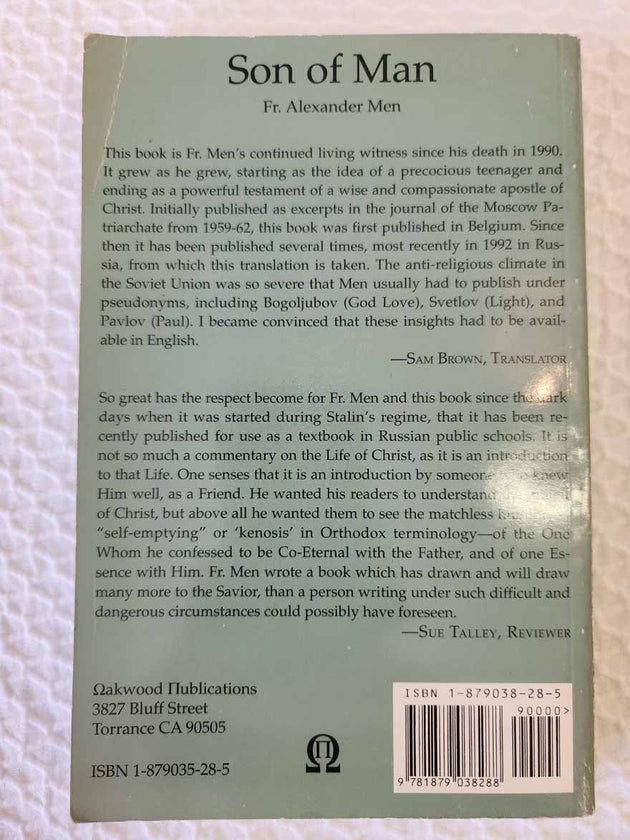 Son of Man
Fr. Alexander Men
This book is Fr. Men's continued living witness since his death in 1990.
It grew as he grew, starting as the idea of a precocious teenager and
ending as a powerful testament of a wise and compassionate apostle of
Christ. Initially published as excerpts in the journal of the Moscow Pa-
triarchate from 1959-62, this book was first published in Belgium. Since
then it has been published several times, most recently in 1992 in Rus-
sia, from which this translation is taken. The anti-religious climate in
the Soviet Union was so severe that Men usually had to publish under
pseudonyms, including Bogoljubov (God Love), Svetlov (Light), and
Pavlov (Paul). I became convinced that these insights had to be avail-
able in English.
—Sam Brown, Translator
So great has the respect become for Fr. Men and this book since the dark
days when it was started during Stalin's regime, that it has been re-
cently published for use as a textbook in Russian public schools. It is
not so much a commentary on the Life of Christ, as it is an introduction
to that Life. One senses that it is an introduction by someone who knew
Him well, as a Friend. He wanted his readers to understand
of Christ, but above all he wanted them to see the matchless
"self-emptying" or 'kenosis' in Orthodox terminology—of the One
Whom he confessed to be Co-Eternal with the Father, and of one Es-
sence with Him. Fr. Men wrote a book which has drawn and will draw
many more to the Savior, than a person writing under such difficult and
dangerous circumstances could possibly have foreseen.
—Sue Talley, Reviewer
Ωakwood Πublications
3827 Bluff Street
Torrance CA 90505
ISBN 1-879035-28-5
Π
Ω
ISBN 1-879038-28-5
90000>
9 781879 038288